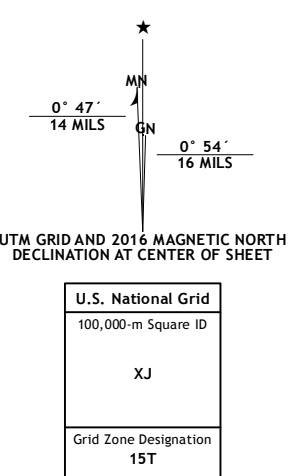 ★
MN
0° 47´
14 MILS
GN
0° 54´
16 MILS
UTM GRID AND 2016 MAGNETIC NORTH
DECLINATION AT CENTER OF SHEET
U.S. National Grid
100,000-m Square ID
XJ
Grid Zone Designation
15T